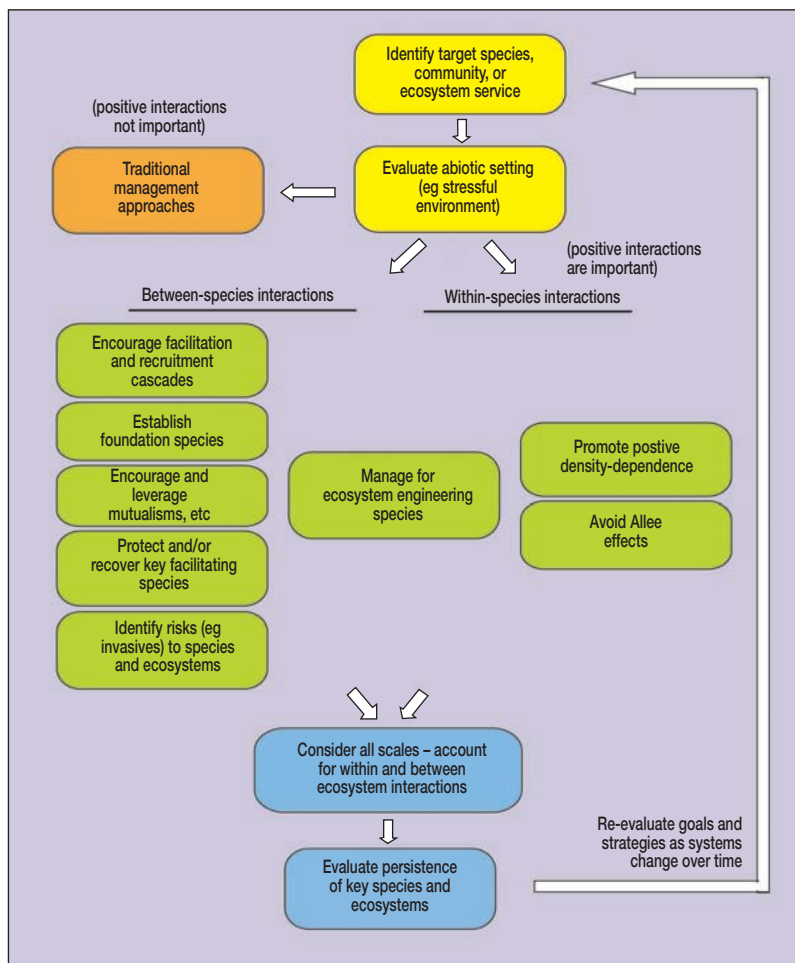 Identify target species,
community, or
ecosystem service
(positive interactions
not important)
Traditional
management
approaches
Evaluate abiotic setting
(eg stressful
environment)
(positive interactions
are important)
Between-species interactions
Within-species interactions
Encourage facilitation
and recruitment
cascades
Establish
foundation species
Encourage and
leverage
mutualisms, etc
Protect and/or
recover key facilitating
species
Identify risks (eg
invasives) to species
and ecosystems
Manage for
ecosystem engineering
species
Promote postive
density-dependence
Avoid Allee
effects
Consider all scales – account
for within and between
ecosystem interactions
Evaluate persistence
of key species and
ecosystems
Re-evaluate goals and
strategies as systems
change over time